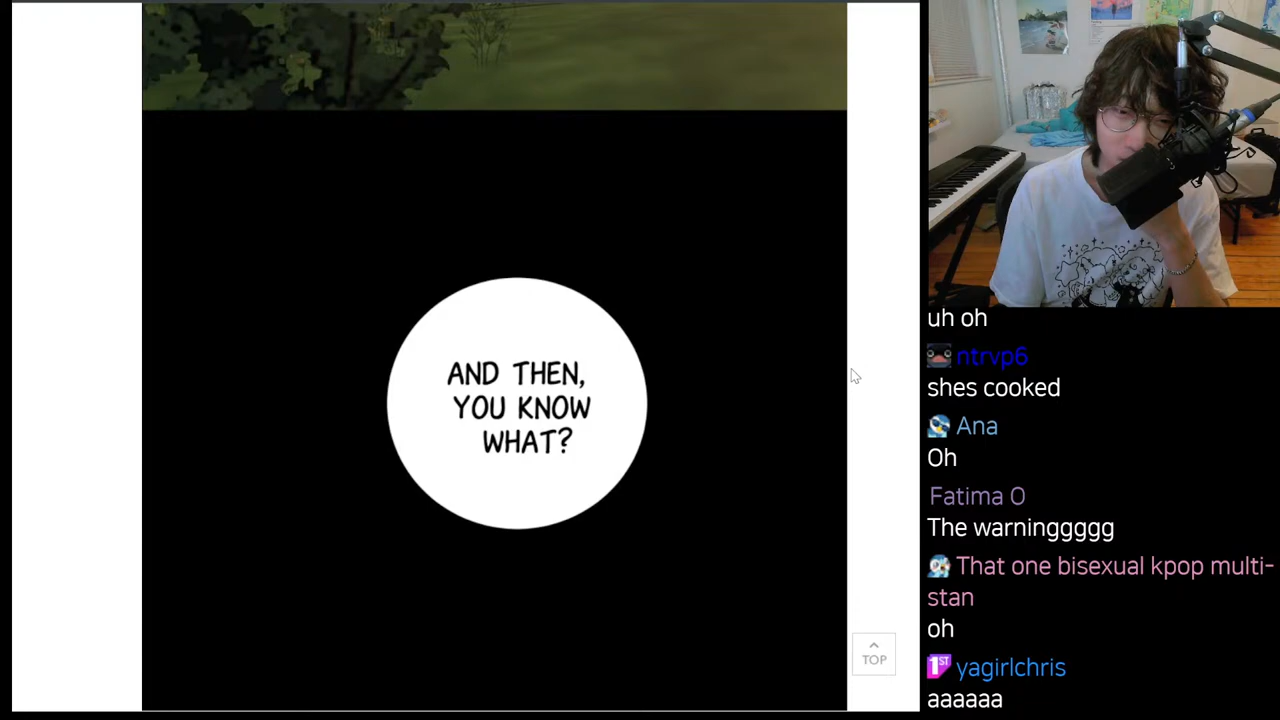 AND THEN,
YOU KNOW
WHAT?
TOP
uh oh
ntrvp6
shes cooked
Ana
Oh
Fatima O
The warninggggg
That one bisexual kpop multi-
stan
oh
1ST yagirlchris
aaaaaa